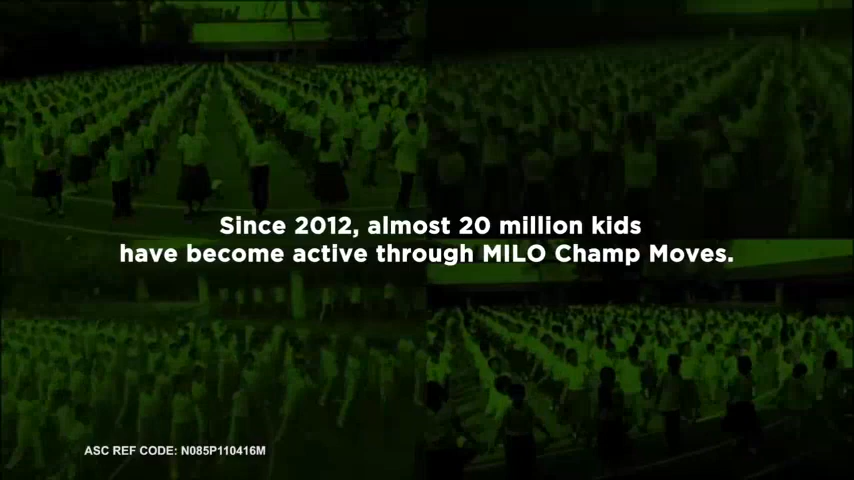 Since 2012, almost 20 million kids
have become active through MILO Champ Moves.
ASC REF CODE: N085P110416M